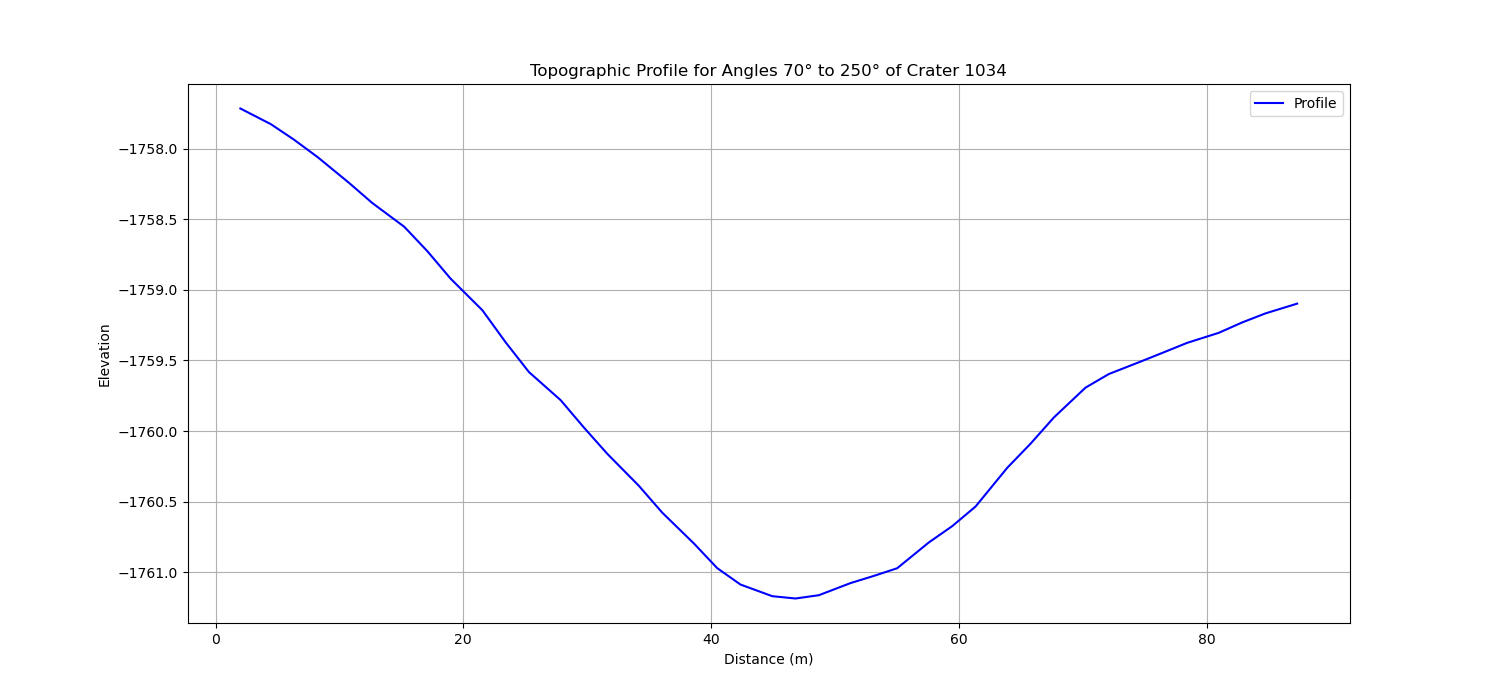 Topographic Profile for Angles 70° to 250° of Crater 1034
Profile
−1758.0
−1758.5
−1759.0
−1759.5
−1760.0
−1760.5
−1761.0
Elevation
0 20 40 60 80
Distance (m)